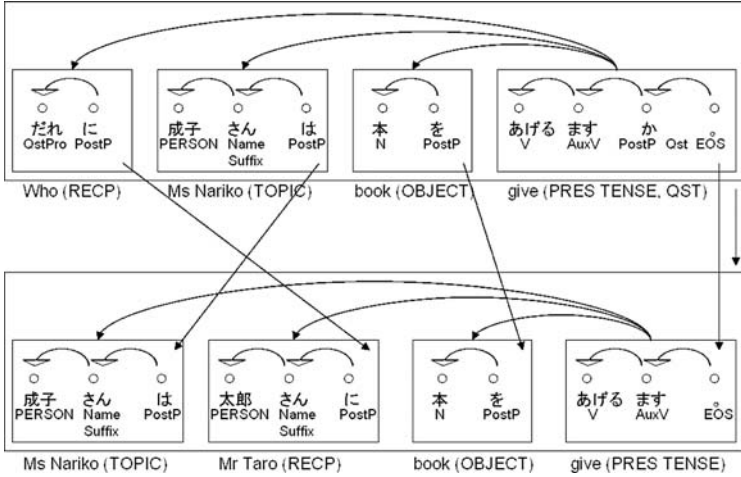 だれ に 成子 さん は 本 を あげる ます か 。
QstPro PostP PERSON Name PostP N PostP V AuxV PostP Qst EOS
Suffix
Who (RECP) Ms Nariko (TOPIC) book (OBJECT) give (PRES TENSE, QST)
成子 さん は 太郎 さん に 本 を あげる ます 。
PERSON Name PostP PERSON Name PostP N PostP V AuxV EOS
Suffix Suffix
Ms Nariko (TOPIC) Mr Taro (RECP) book (OBJECT) give (PRES TENSE)